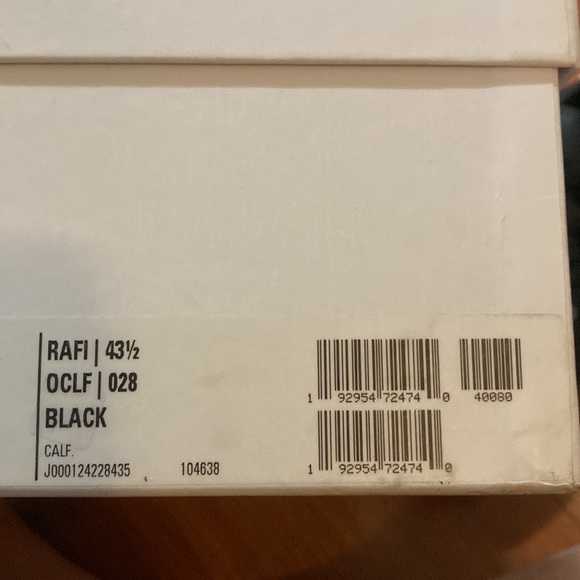 RAFI | 43½
OCLF | 028
BLACK
CALF.
J000124228435 104638
1 92954 72474 0 40080
1 92954 72474 0